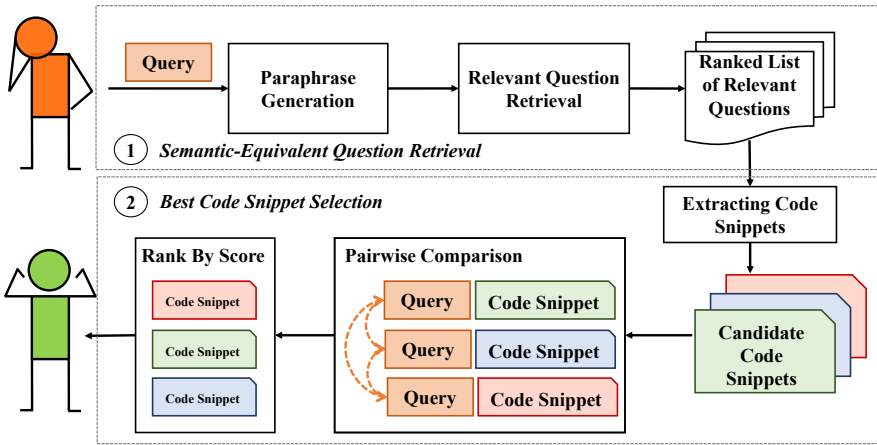 Query
Paraphrase
Generation
Relevant Question
Retrieval
Ranked List
of Relevant
Questions
1 Semantic-Equivalent Question Retrieval
2 Best Code Snippet Selection
Extracting Code
Snippets
Rank By Score
Code Snippet
Code Snippet
Code Snippet
Pairwise Comparison
Query Code Snippet
Query Code Snippet
Query Code Snippet
Candidate
Code
Snippets